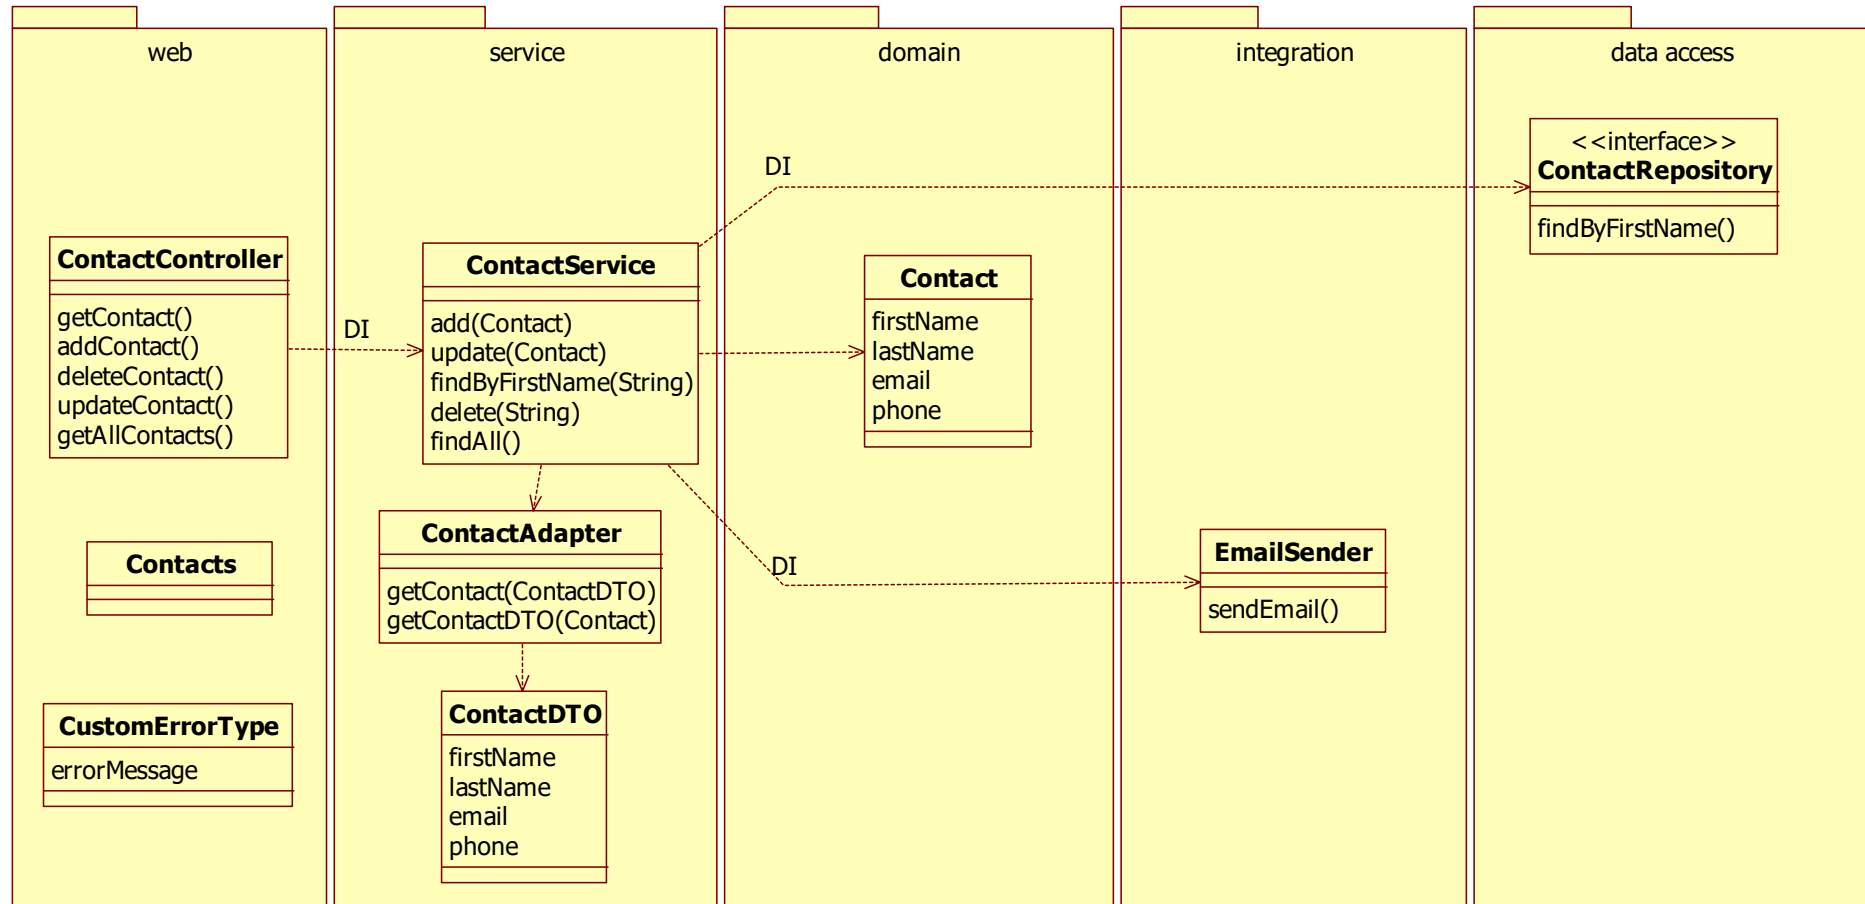 web
service
domain
integration
data access
<<interface>>
ContactRepository
findByFirstName()
DI
ContactController
getContact()
addContact()
deleteContact()
updateContact()
getAllContacts()
DI
ContactService
add(Contact)
update(Contact)
findByFirstName(String)
delete(String)
findAll()
Contact
firstName
lastName
email
phone
ContactAdapter
getContact(ContactDTO)
getContactDTO(Contact)
DI
EmailSender
sendEmail()
Contacts
CustomErrorType
errorMessage
ContactDTO
firstName
lastName
email
phone